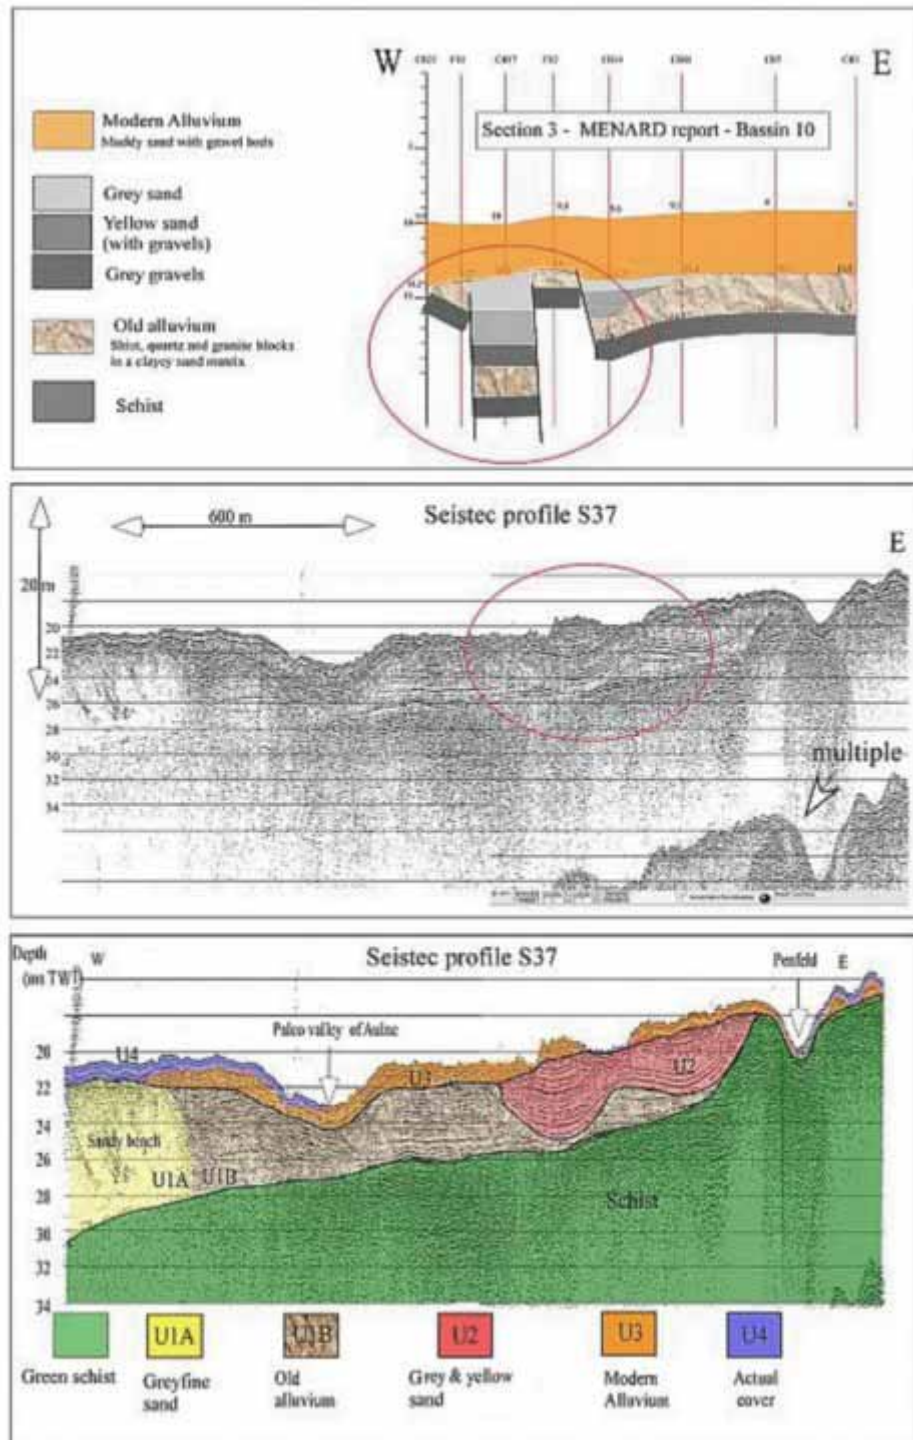 W
E
Section 3 - MENARD report - Bassin 10
Modern Alluvium
Muddy sand with gravel beds
Grey sand
Yellow sand
(with gravels)
Grey gravels
Old alluvium
Shist, quartz and granite blocks
in a clayey sand matrix
Schist
600 m
Seistec profile S37
E
20 m
20
22
24
26
28
30
32
34
multiple
Depth
(m TWT)
W
Seistec profile S37
Penfeld
E
Paleo valley of Aulne
20
22
24
26
28
30
32
34
U4
U3
U2
Sandy bench
U1A
U1B
Schist
U1A
U1B
U2
U3
U4
Green schist
Greyfine
sand
Old
alluvium
Grey & yellow
sand
Modern
Alluvium
Actual
cover